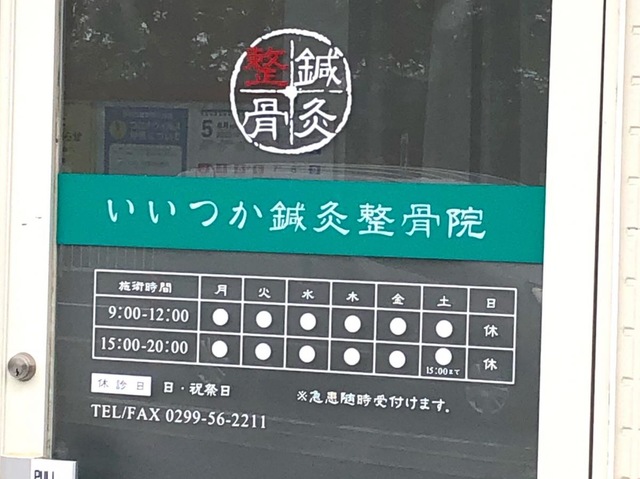 整鍼
骨灸
いいつか鍼灸整骨院
施術時間 月 火 水 木 金 土 日
9:00-12:00 ● ● ● ● ● ● 休
15:00-20:00 ● ● ● ● ● ● 休
15:00まで
休診日 日・祝祭日 ※急患随時受付けます。
TEL/FAX 0299-56-2211
PULL